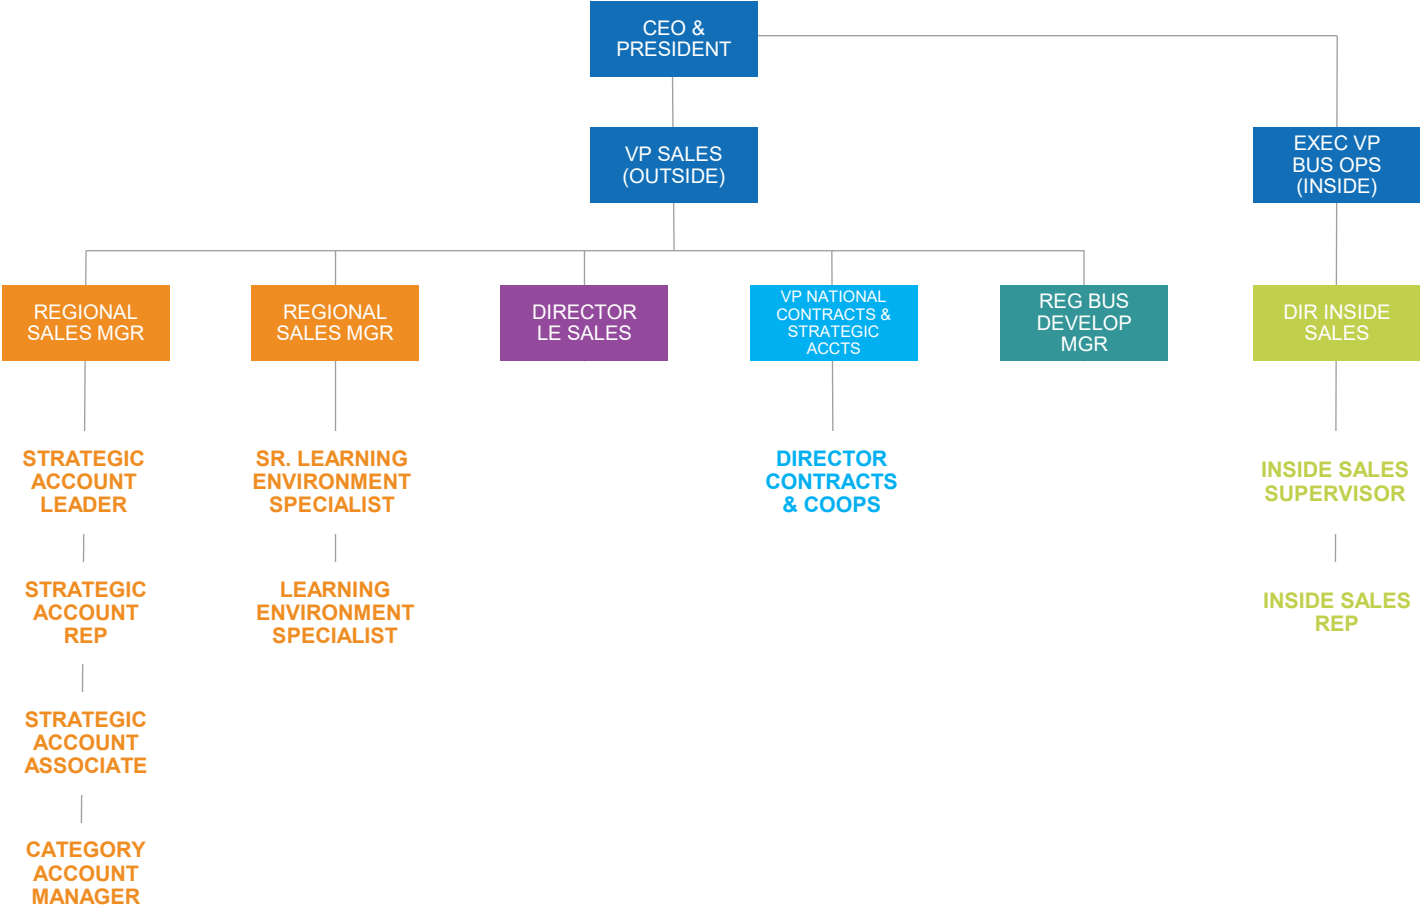 CEO &
PRESIDENT
VP SALES
(OUTSIDE)
EXEC VP
BUS OPS
(INSIDE)
REGIONAL
SALES MGR
REGIONAL
SALES MGR
DIRECTOR
LE SALES
VP NATIONAL
CONTRACTS &
STRATEGIC
ACCTS
REG BUS
DEVELOP
MGR
DIR INSIDE
SALES
STRATEGIC
ACCOUNT
LEADER
SR. LEARNING
ENVIRONMENT
SPECIALIST
DIRECTOR
CONTRACTS
& COOPS
INSIDE SALES
SUPERVISOR
STRATEGIC
ACCOUNT
REP
LEARNING
ENVIRONMENT
SPECIALIST
INSIDE SALES
REP
STRATEGIC
ACCOUNT
ASSOCIATE
CATEGORY
ACCOUNT
MANAGER